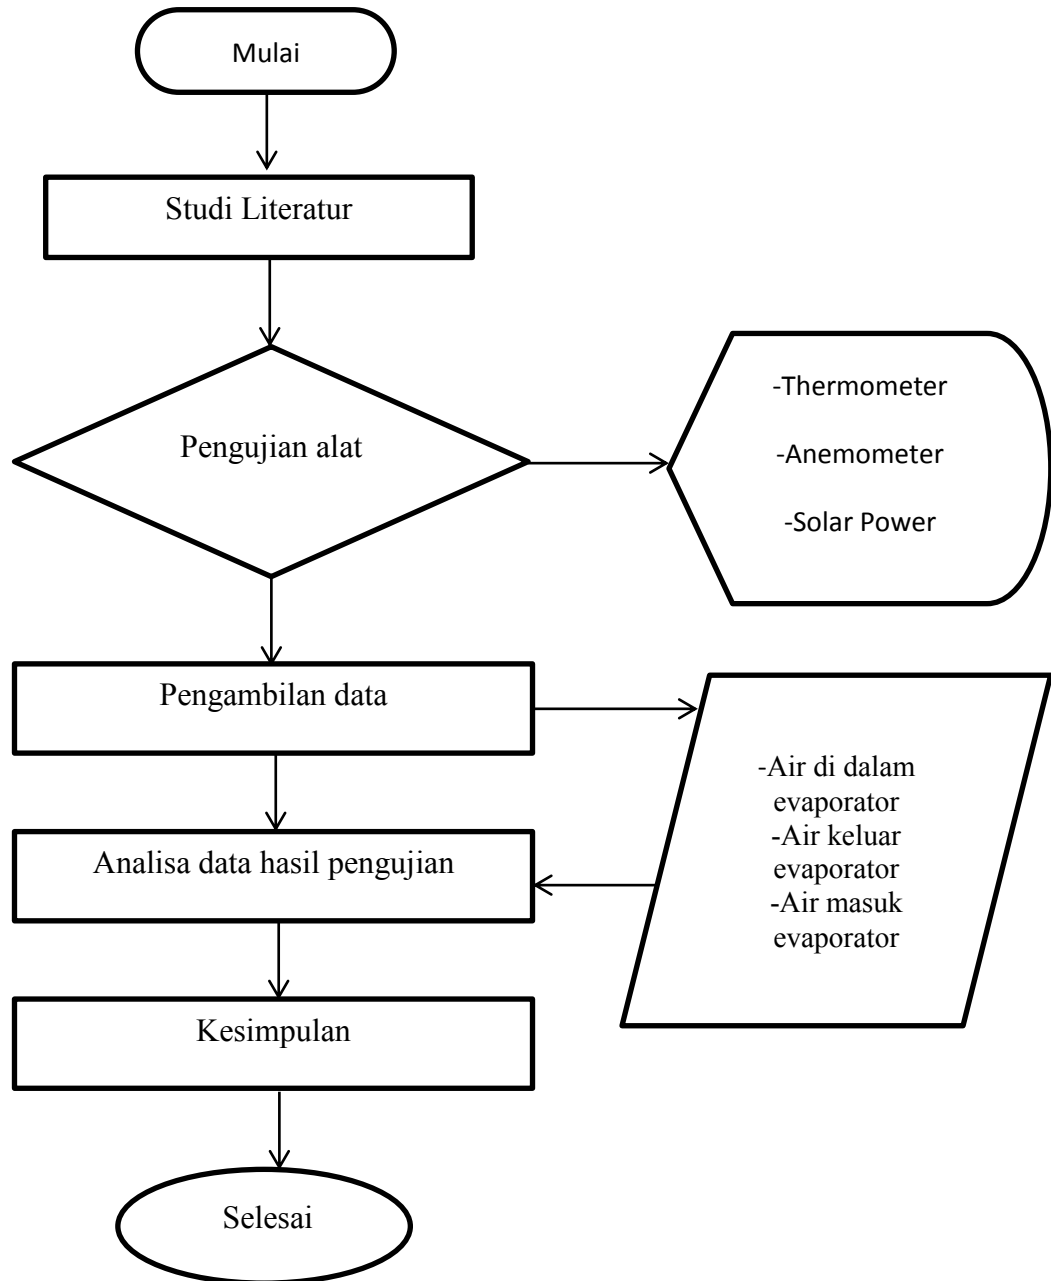 Mulai
Studi Literatur
Pengujian alat
-Thermometer
-Anemometer
-Solar Power
Pengambilan data
-Air di dalam
evaporator
-Air keluar
evaporator
-Air masuk
evaporator
Analisa data hasil pengujian
Kesimpulan
Selesai